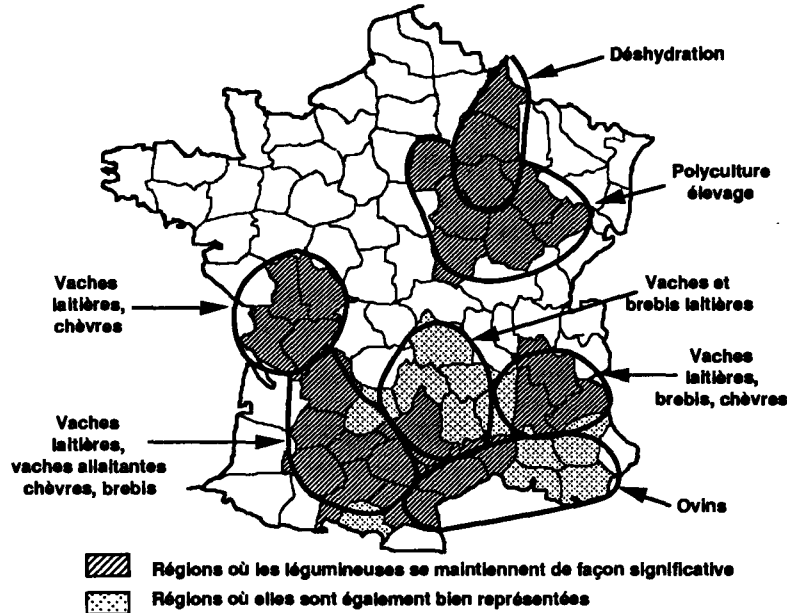 Déshydration
Polyculture
élevage
Vaches
laitières,
chèvres
Vaches et
brebis laitières
Vaches
laitières,
brebis, chèvres
Vaches
laitières,
vaches allaitantes
chèvres, brebis
Ovins
Régions où les légumineuses se maintiennent de façon significative
Régions où elles sont également bien représentées